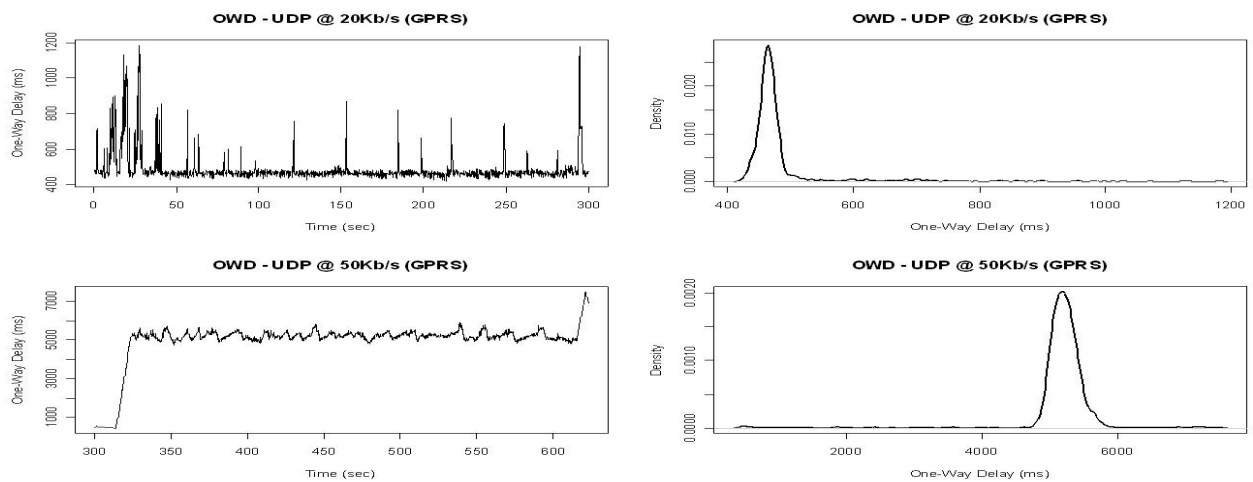 OWD - UDP @ 20Kb/s (GPRS)
One-Way Delay (ms)
400 600 800 1000 1200
0 50 100 150 200 250 300
Time (sec)
OWD - UDP @ 20Kb/s (GPRS)
Density
0.000 0.010 0.020
400 600 800 1000 1200
One-Way Delay (ms)
OWD - UDP @ 50Kb/s (GPRS)
One-Way Delay (ms)
1000 3000 5000 7000
300 350 400 450 500 550 600
Time (sec)
OWD - UDP @ 50Kb/s (GPRS)
Density
0.0000 0.0010 0.0020
2000 4000 6000
One-Way Delay (ms)